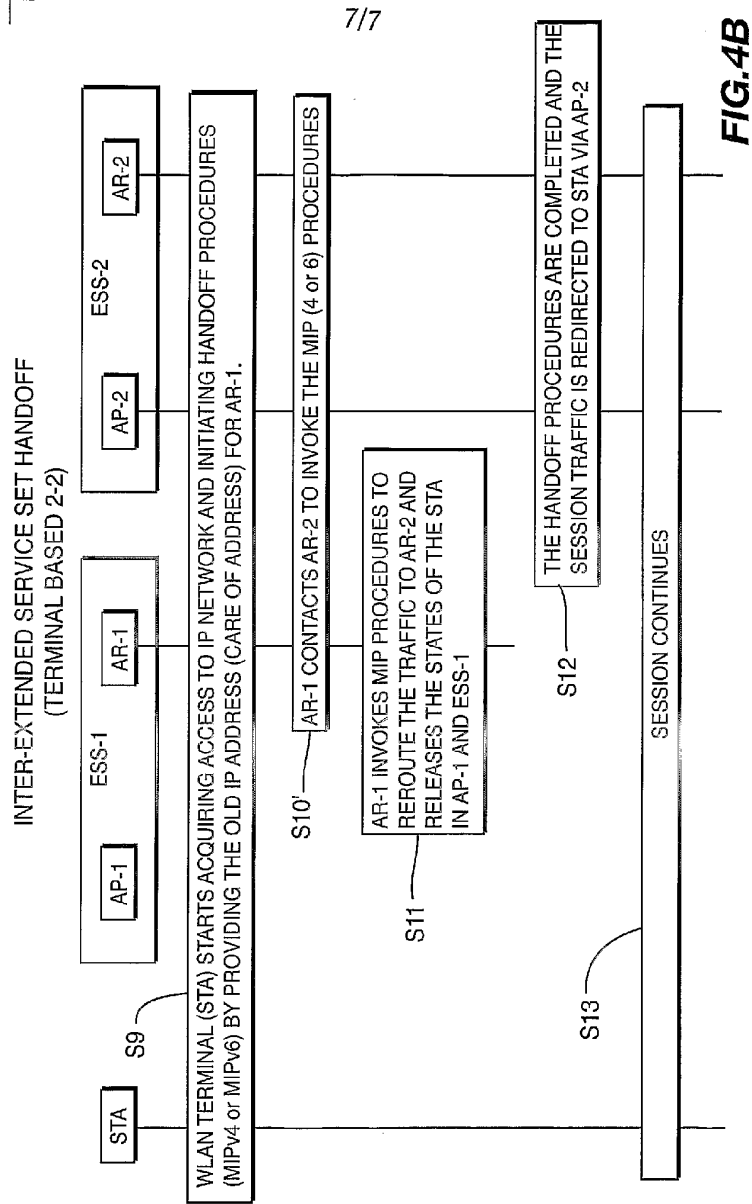 7/7
INTER-EXTENDED SERVICE SET HANDOFF
(TERMINAL BASED 2-2)
ESS-1
ESS-2
STA
AP-1
AR-1
AP-2
AR-2
S9
WLAN TERMINAL (STA) STARTS ACQUIRING ACCESS TO IP NETWORK AND INITIATING HANDOFF PROCEDURES
(MIPv4 or MIPv6) BY PROVIDING THE OLD IP ADDRESS (CARE OF ADDRESS) FOR AR-1.
S10'
AR-1 CONTACTS AR-2 TO INVOKE THE MIP (4 or 6) PROCEDURES
AR-1 INVOKES MIP PROCEDURES TO
REROUTE THE TRAFFIC TO AR-2 AND
RELEASES THE STATES OF THE STA
IN AP-1 AND ESS-1
S11
THE HANDOFF PROCEDURES ARE COMPLETED AND THE
SESSION TRAFFIC IS REDIRECTED TO STA VIA AP-2
S12
S13
SESSION CONTINUES
FIG.4B